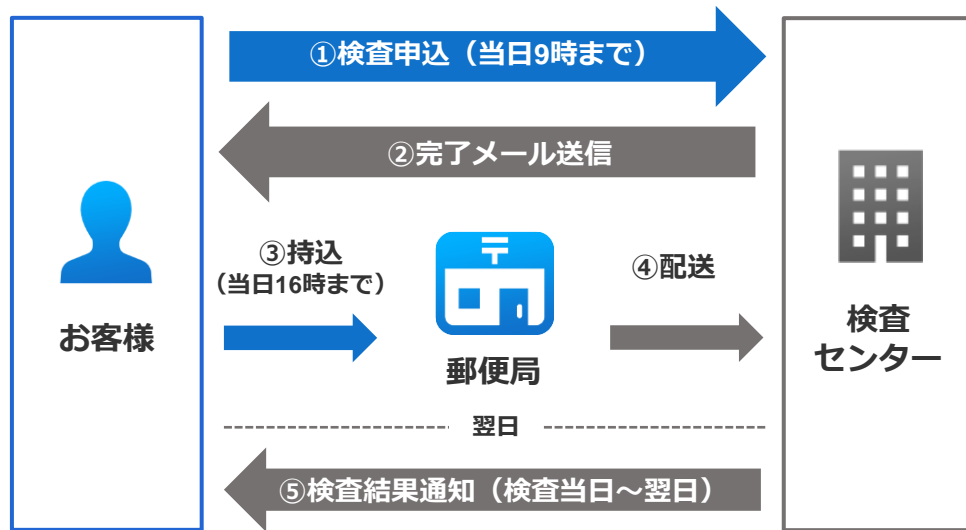 ①検査申込（当日9時まで）
②完了メール送信
③持込
（当日16時まで）
④配送
お客様
郵便局
検査
センター
翌日
⑤検査結果通知（検査当日～翌日）